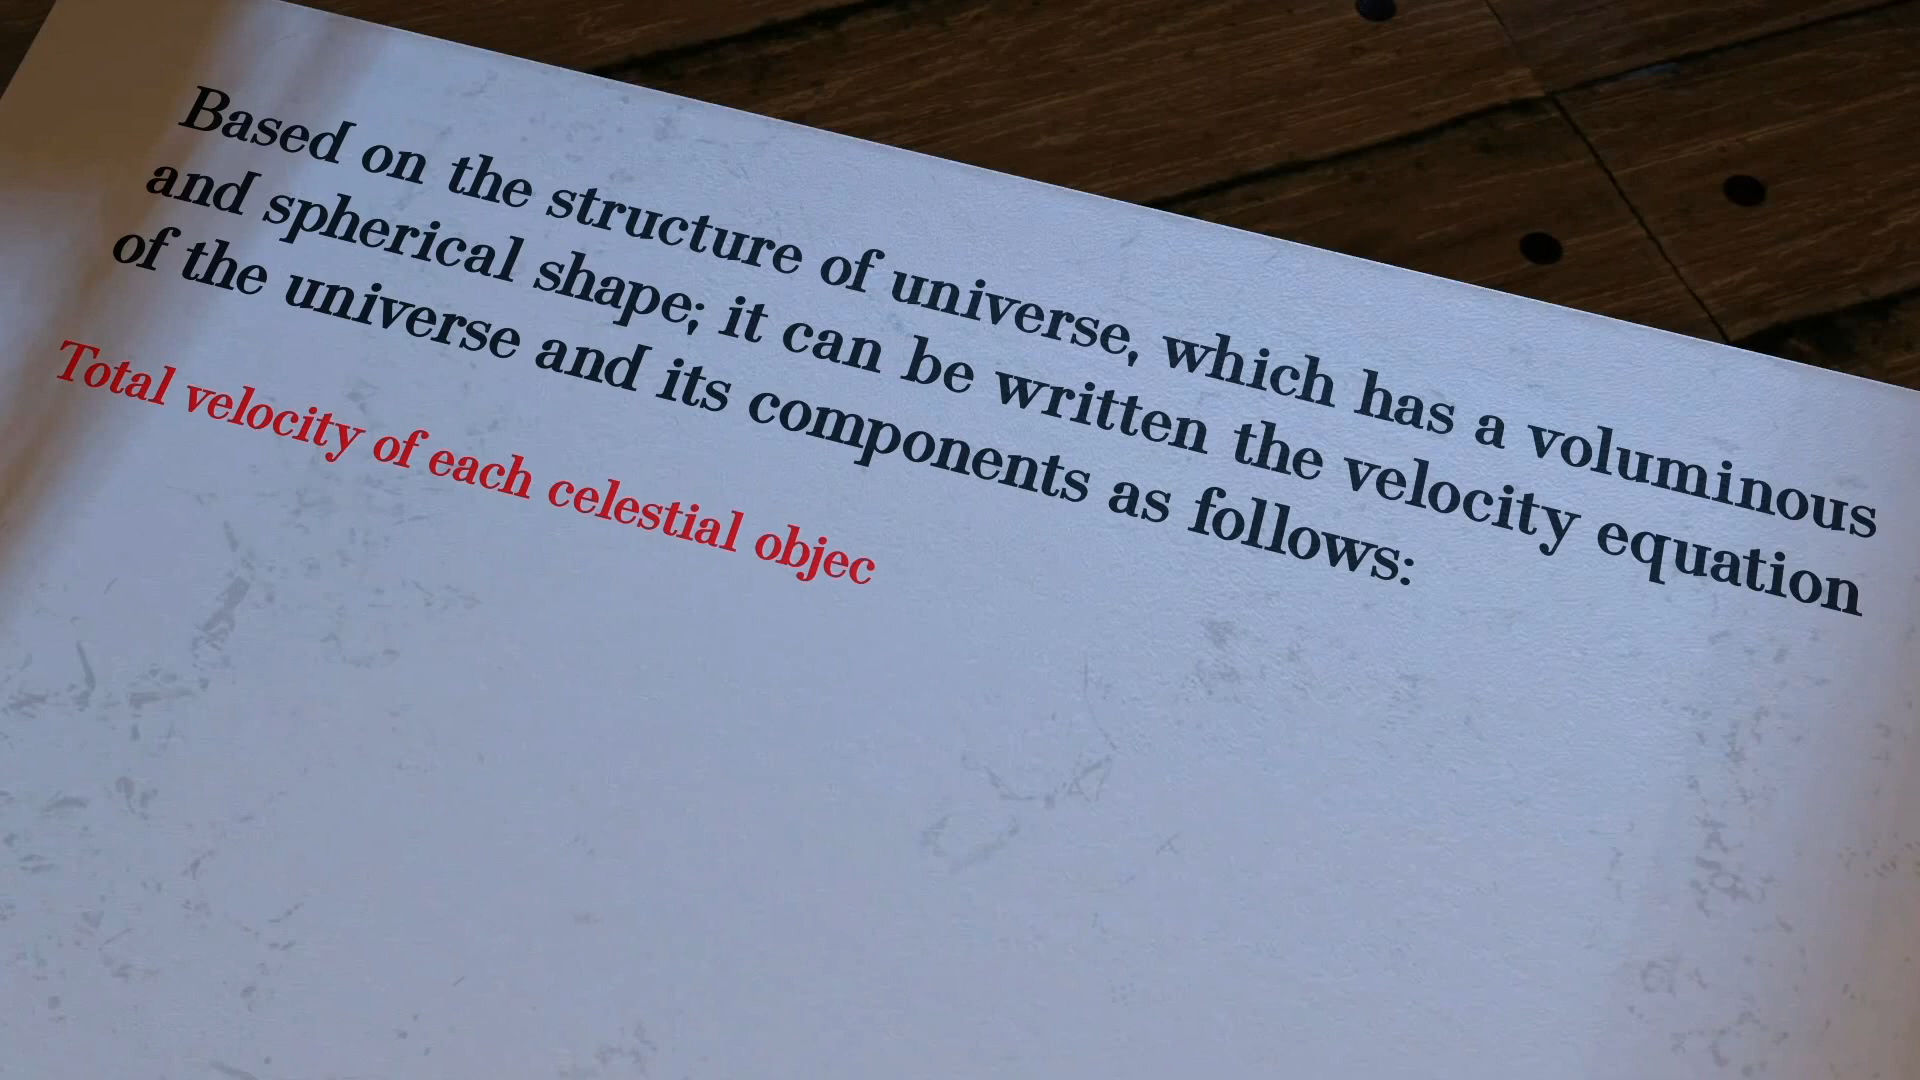 Based on the structure of universe, which has a voluminous
and spherical shape; it can be written the velocity equation
of the universe and its components as follows:
Total velocity of each celestial objec